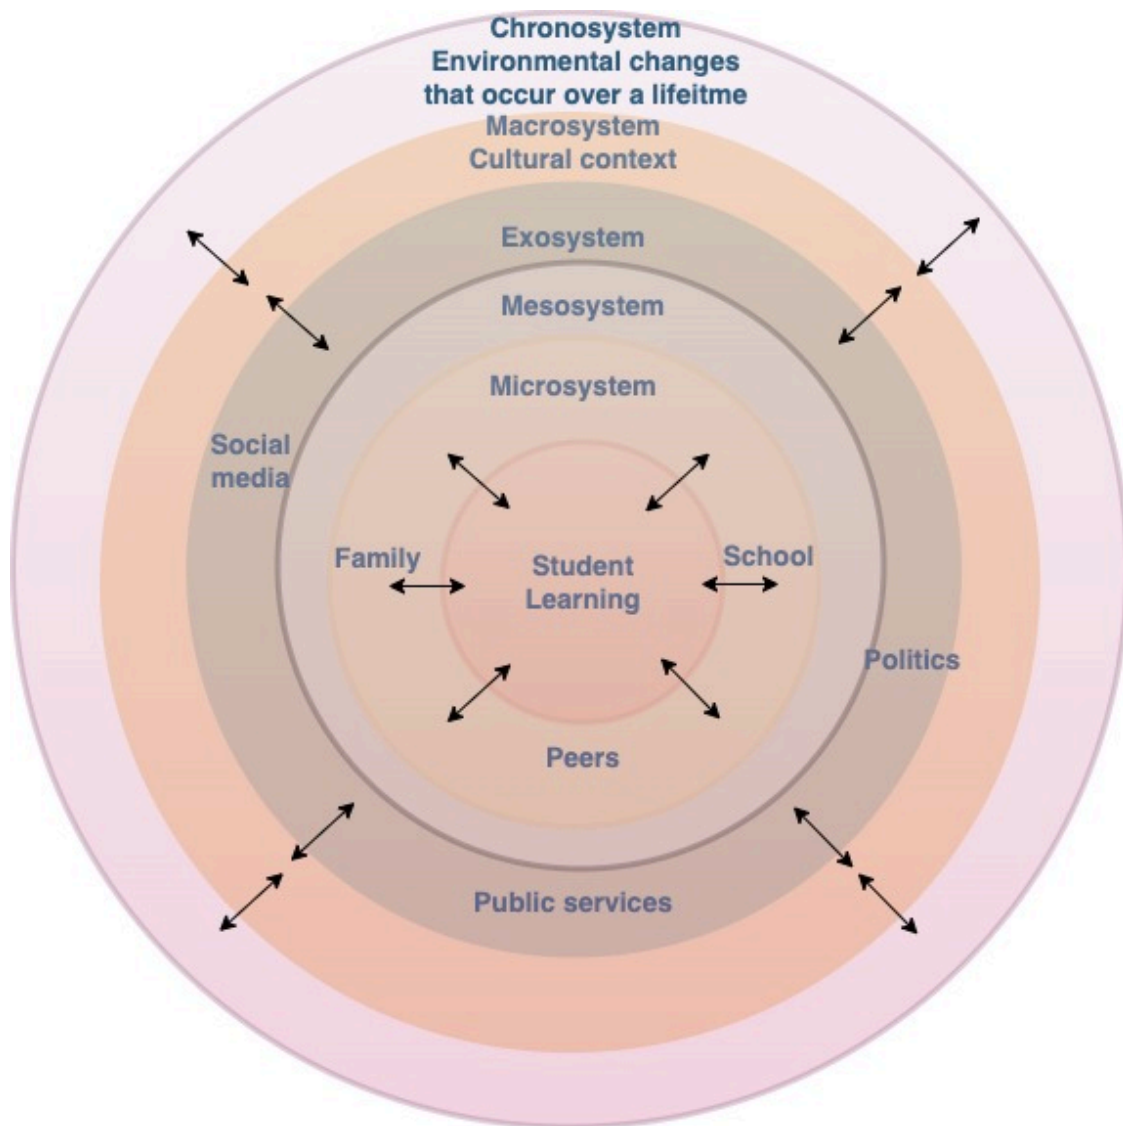 Chronosystem
Environmental changes
that occur over a lifeitme
Macrosystem
Cultural context
Exosystem
Mesosystem
Microsystem
Social
media
Family
School
Student
Learning
Politics
Peers
Public services